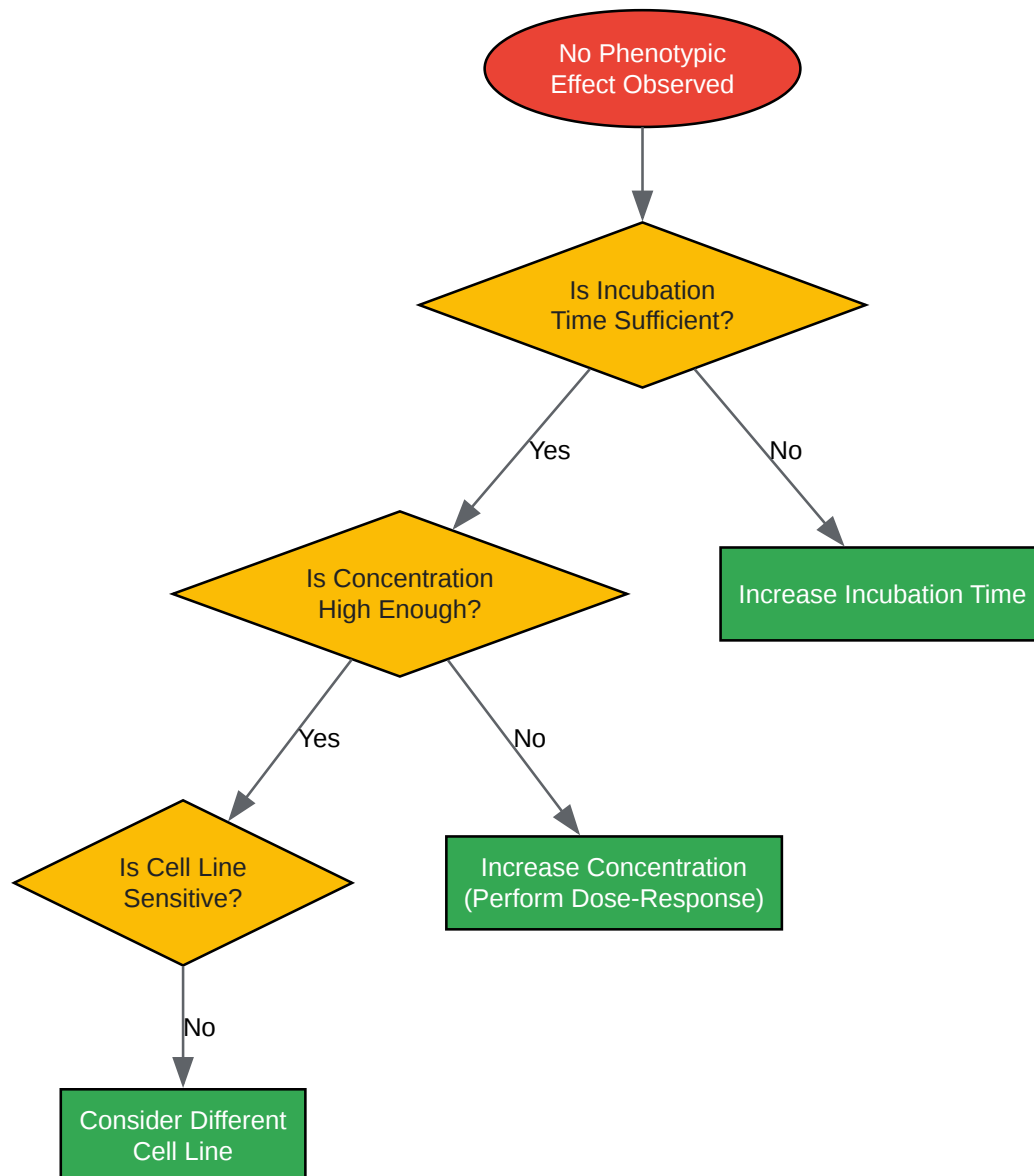 No Phenotypic
Effect Observed
Is Incubation
Time Sufficient?
Yes
No
Is Concentration
High Enough?
Increase Incubation Time
Yes
No
Is Cell Line
Sensitive?
Increase Concentration
(Perform Dose-Response)
No
Consider Different
Cell Line